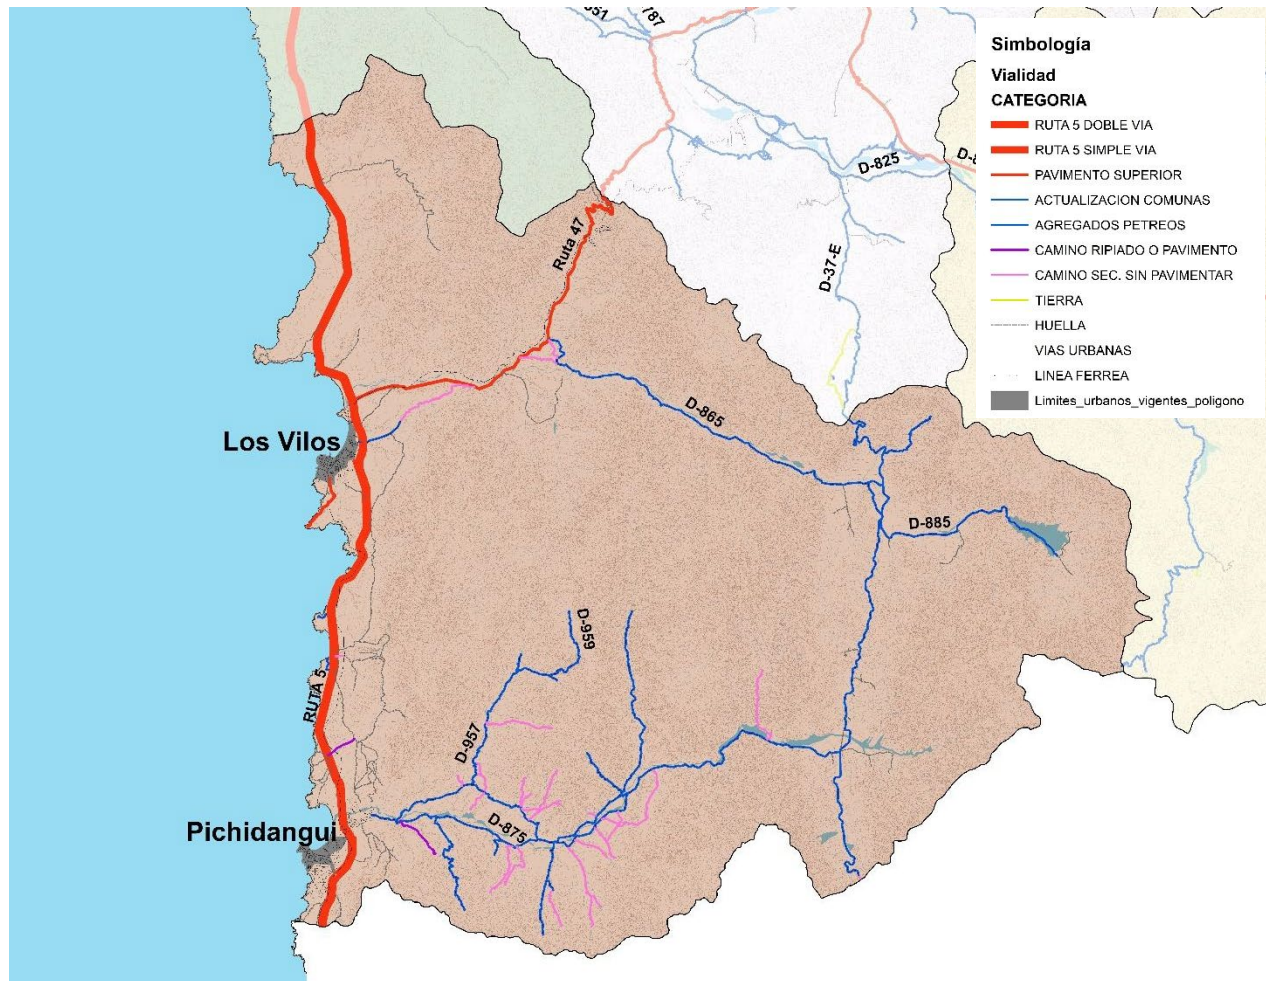 787
D-825
Simbología
Vialidad
CATEGORIA
RUTA 5 DOBLE VIA
RUTA 5 SIMPLE VIA
PAVIMENTO SUPERIOR
ACTUALIZACION COMUNAS
AGREGADOS PETREOS
CAMINO RIPIADO O PAVIMENTO
CAMINO SEC. SIN PAVIMENTAR
TIERRA
HUELLA
VIAS URBANAS
LINEA FERREA
Limites_urbanos_vigentes_poligono
Ruta 47
D-37-E
D-865
Los Vilos
D-885
D-959
RUTA 5
D-957
Pichidangui
D-875